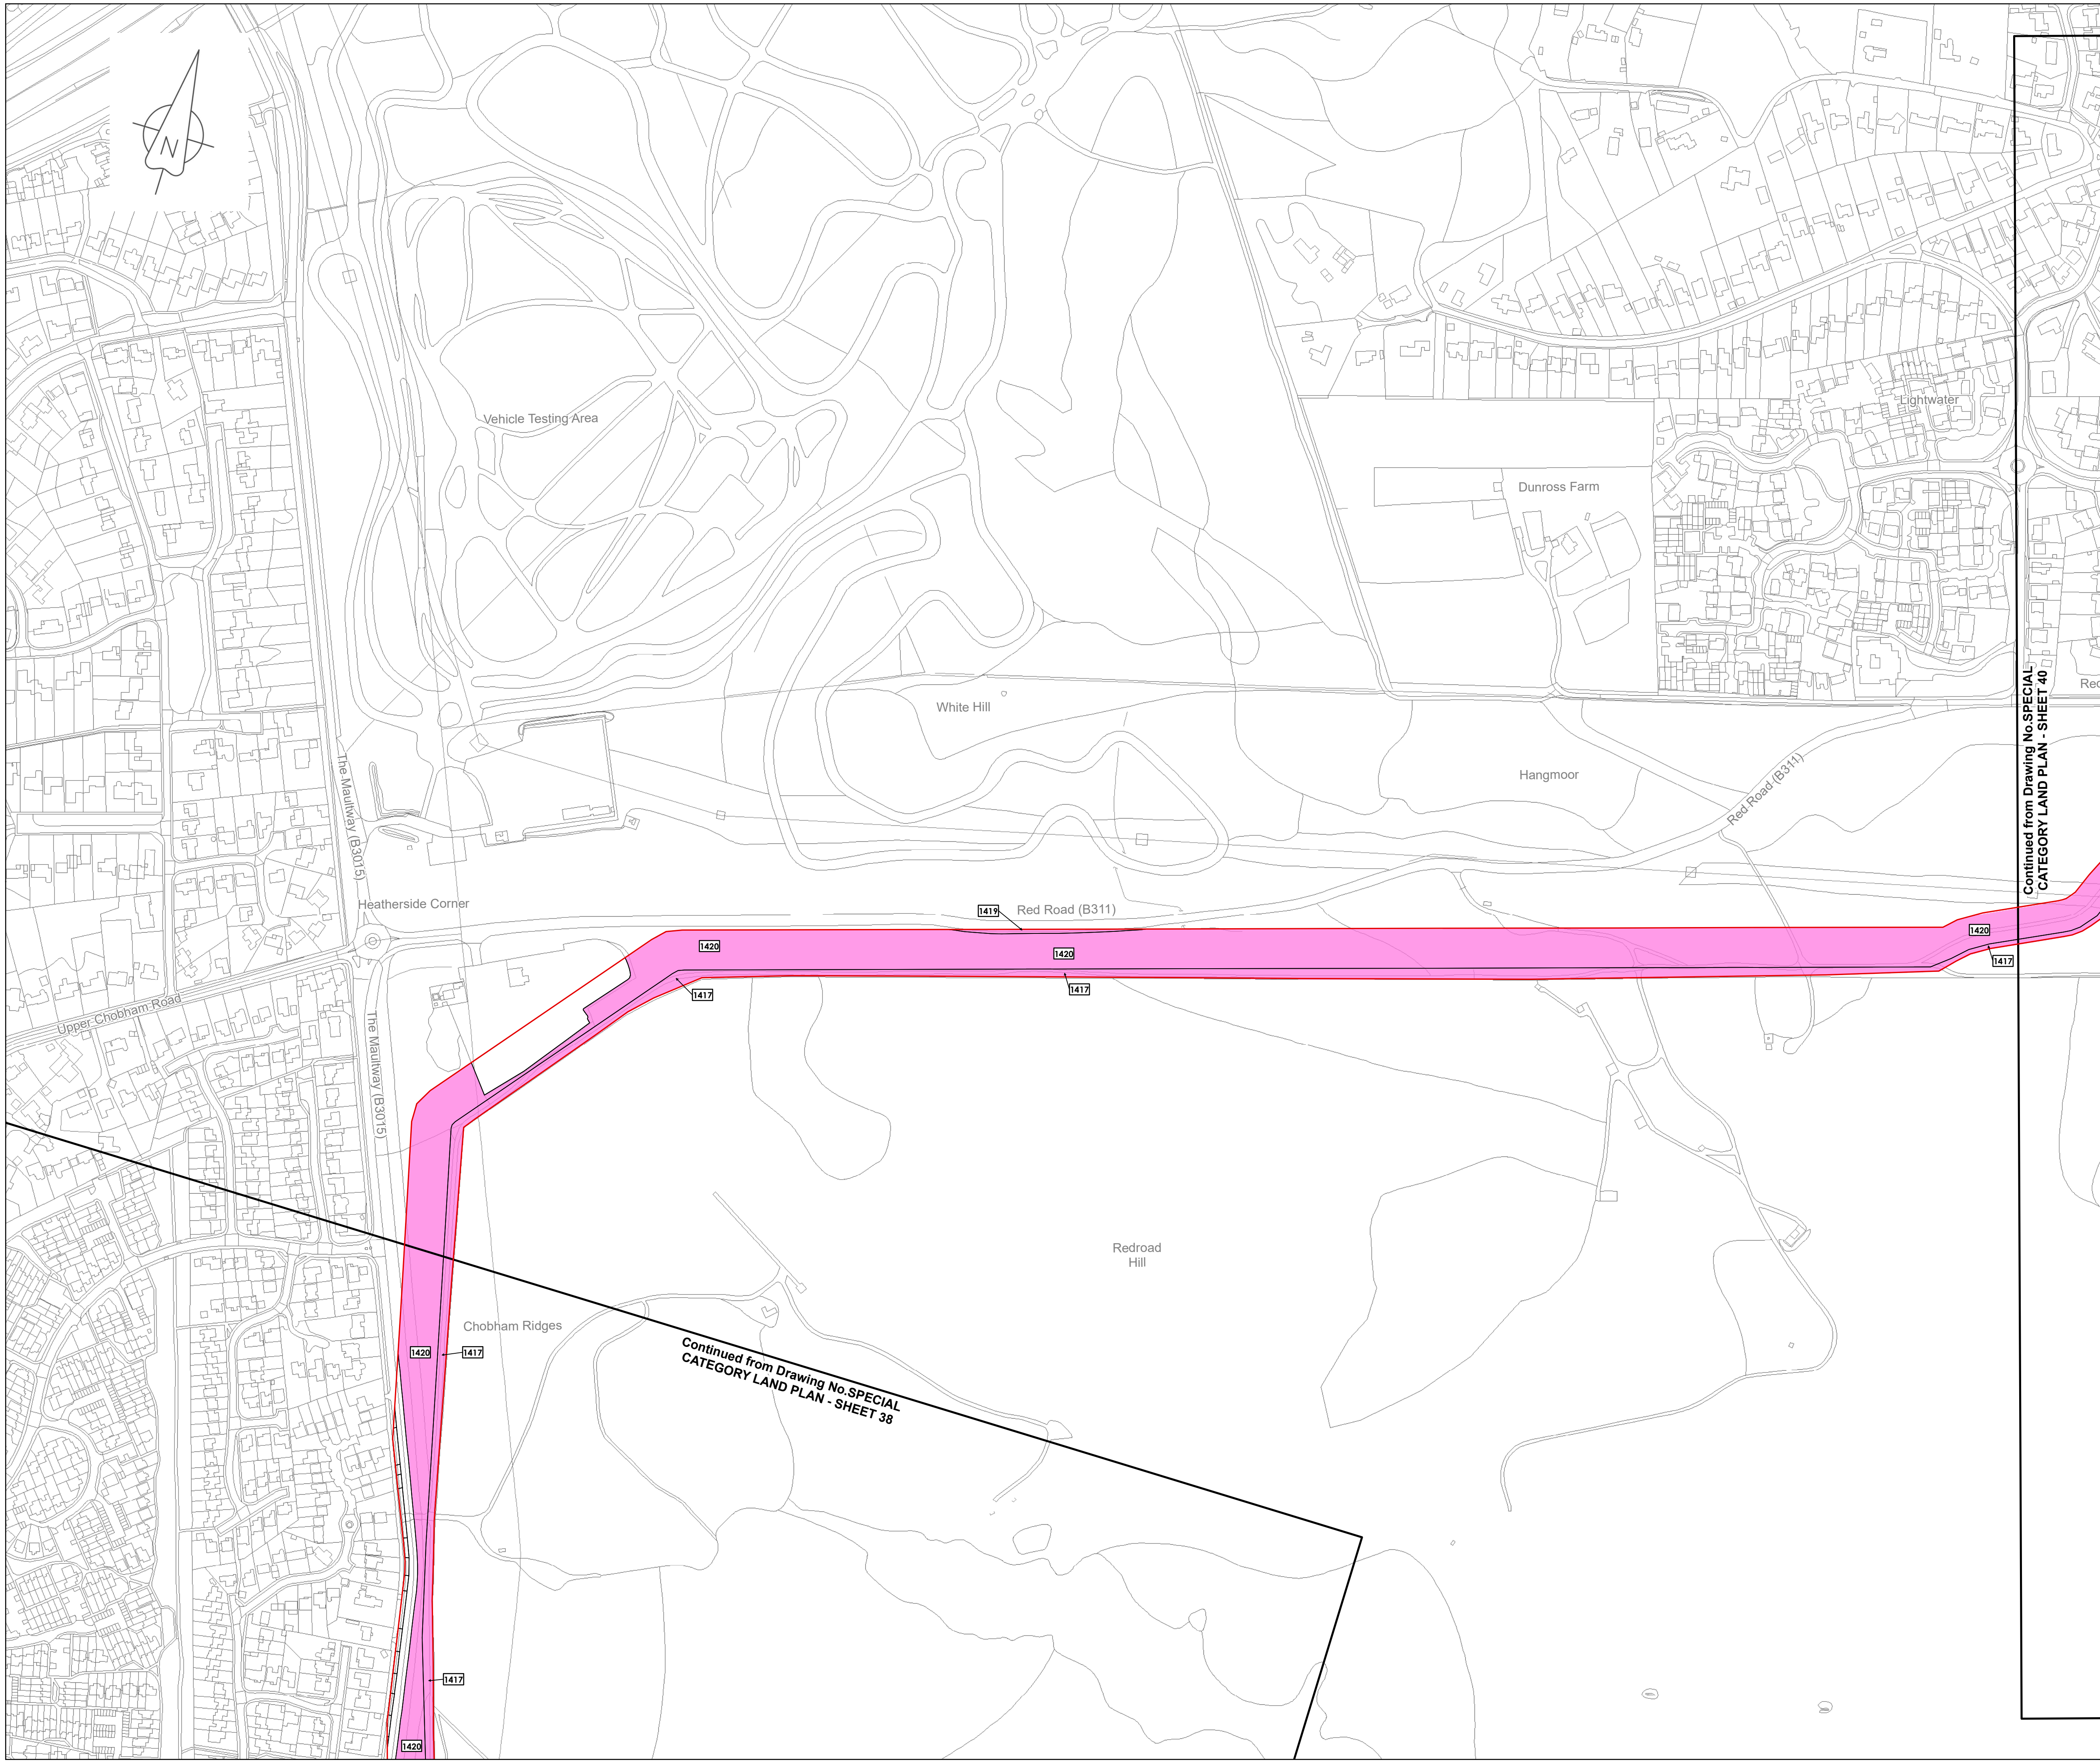 N
Vehicle Testing Area
Lightwater
Dunross Farm
White Hill
Hangmoor
Red Road (B311)
Continued from Drawing No.SPECIAL
CATEGORY LAND PLAN - SHEET 40
The Maultway (B3015)
Heatherside Corner
1419
Red Road (B311)
1420
1420
1420
1417
1417
1417
Upper Chobham Road
The Maultway (B3015)
Redroad
Hill
Chobham Ridges
1420
1417
Continued from Drawing No.SPECIAL
CATEGORY LAND PLAN - SHEET 38
1417
1420